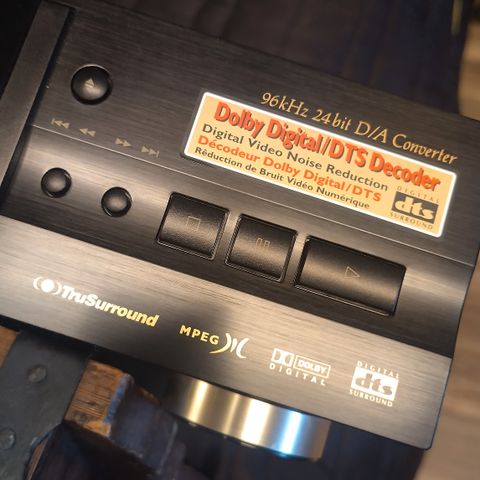 96kHz 24bit D/A Converter
Dolby Digital/DTS Decoder
Digital Video Noise Reduction
Décodeur Dolby Digital/DTS
Réduction de Bruit Vidéo Numérique
DIGITAL
dts
SURROUND
TruSurround
MPEG
DOLBY
DIGITAL
DIGITAL
dts
SURROUND